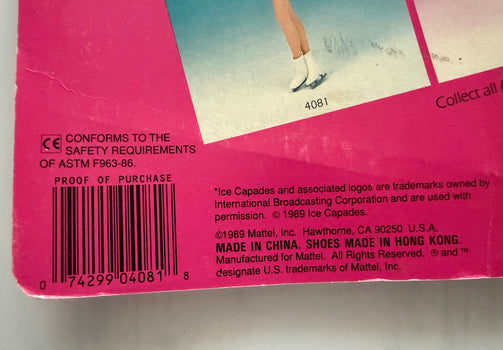 4081
Collect all
CE CONFORMS TO THE
SAFETY REQUIREMENTS
OF ASTM F963-86.
PROOF OF PURCHASE
0 74299 04081 8
*Ice Capades and associated logos are trademarks owned by
International Broadcasting Corporation and are used with
permission. © 1989 Ice Capades.
©1989 Mattel, Inc. Hawthorne, CA 90250 U.S.A.
MADE IN CHINA. SHOES MADE IN HONG KONG.
Manufactured for Mattel. All Rights Reserved. ® and ™
designate U.S. trademarks of Mattel, Inc.